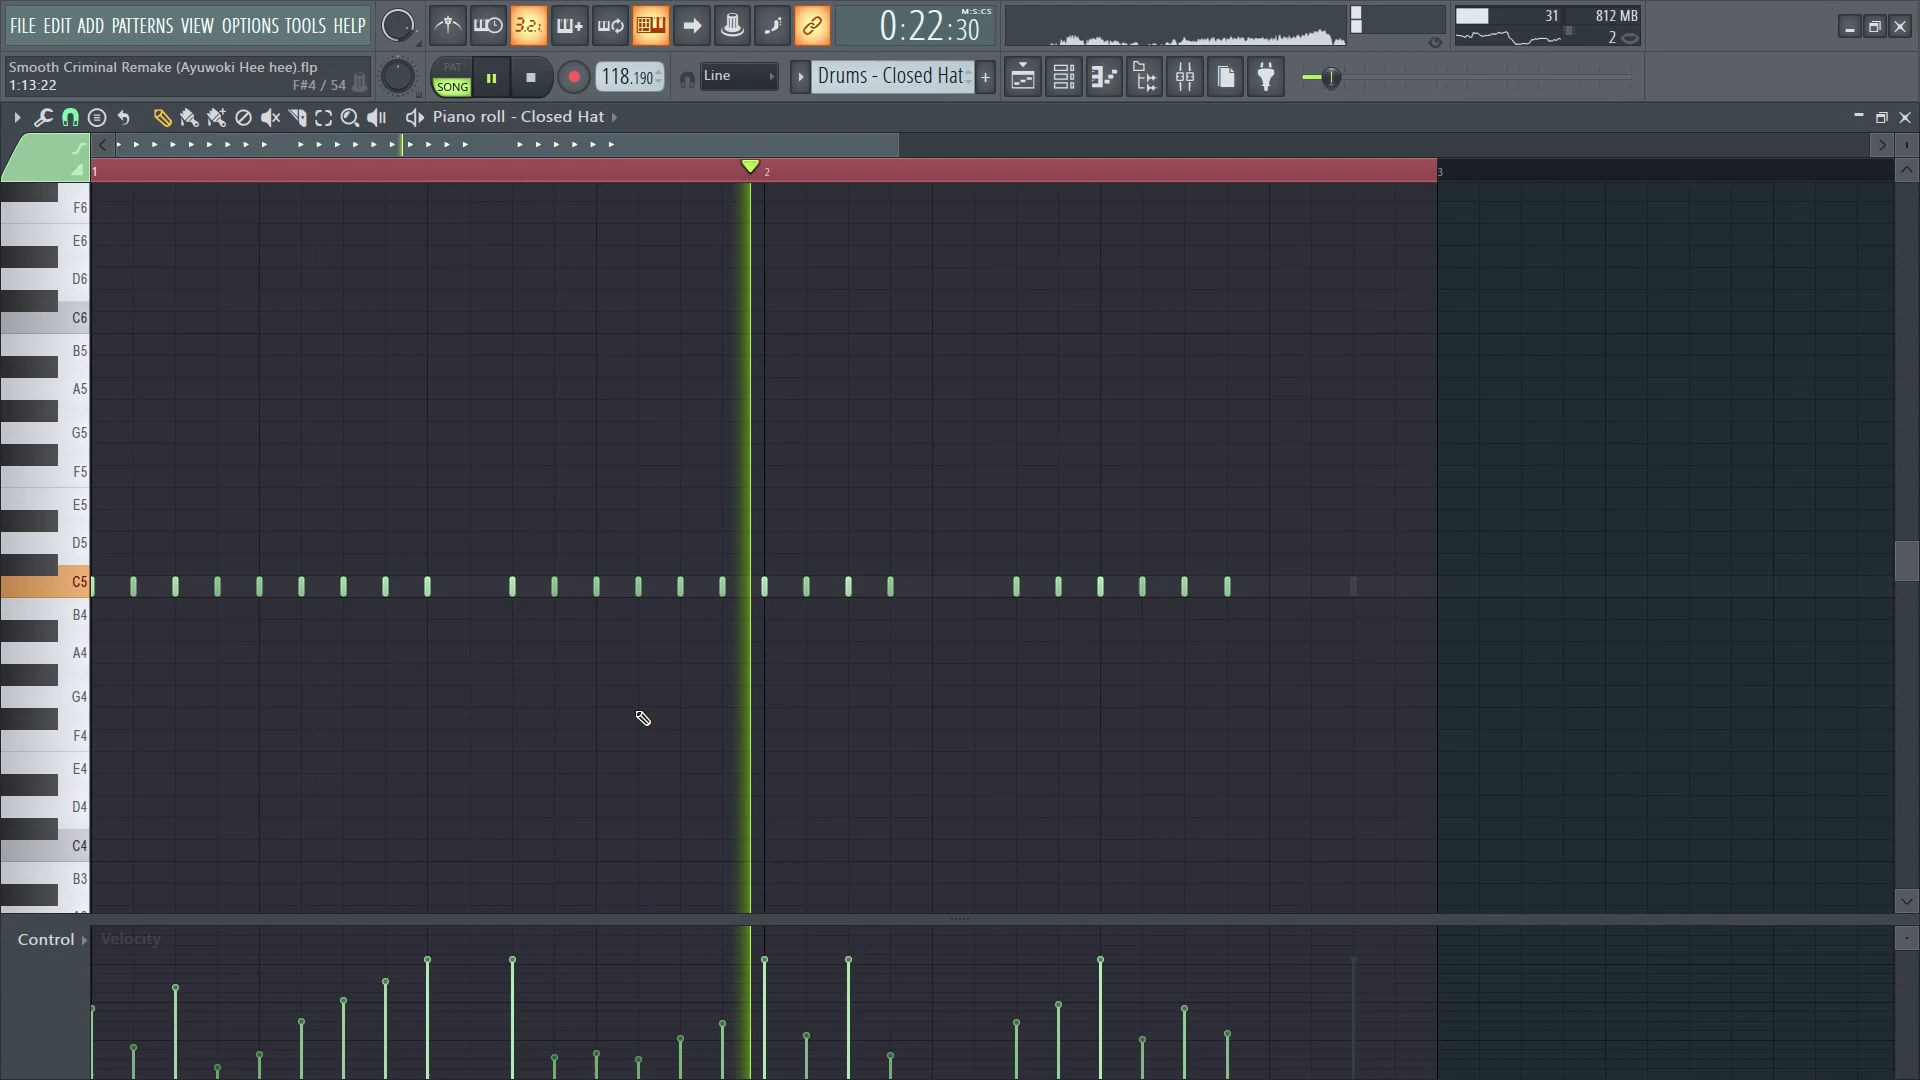 FILE EDIT ADD PATTERNS VIEW OPTIONS TOOLS HELP
3.2.
0:22:30
M:S:CS
31
812 MB
2
Smooth Criminal Remake (Ayuwoki Hee hee).flp
1:13:22
F#4 / 54
PAT
SONG
118.190
Line
Drums - Closed Hat
+
Piano roll - Closed Hat
1
2
3
F6
E6
D6
C6
B5
A5
G5
F5
E5
D5
C5
B4
A4
G4
F4
E4
D4
C4
B3
Control
Velocity